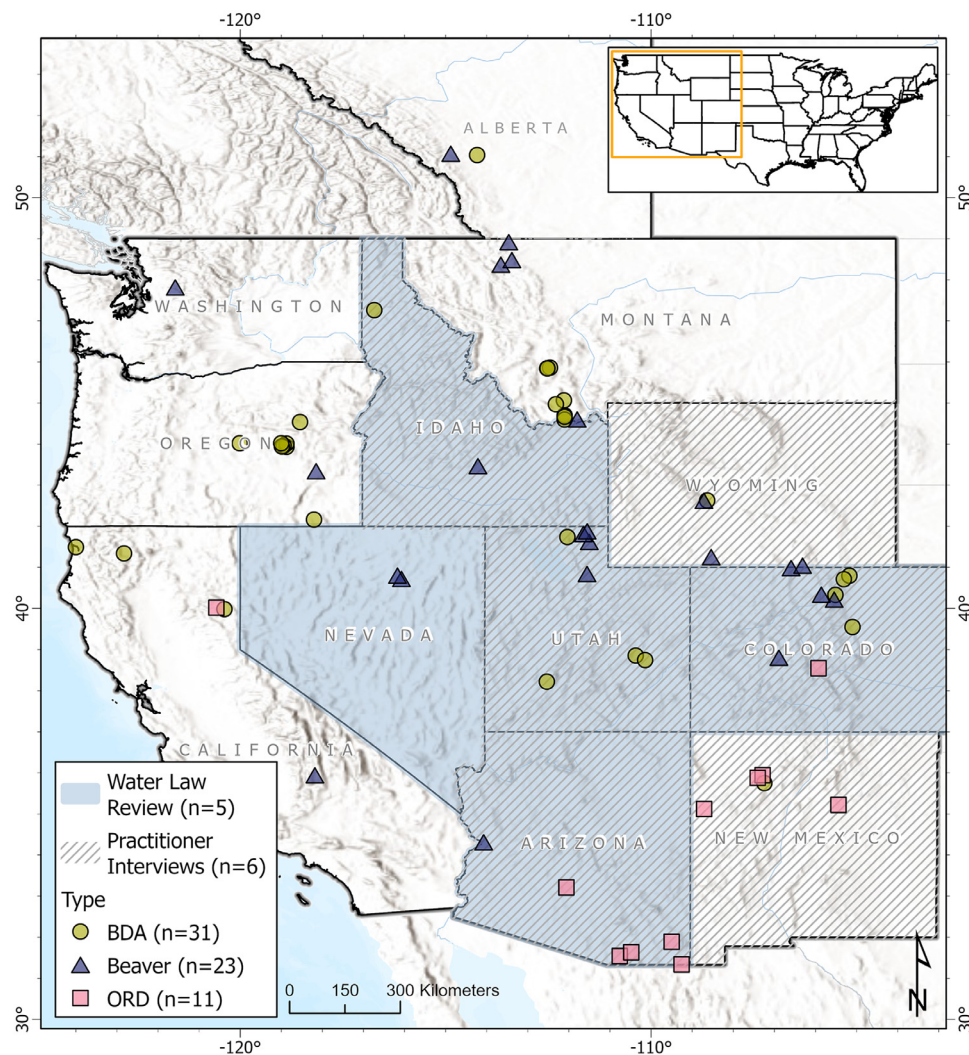 -120°
-110°
ALBERTA
50°
50°
WASHINGTON
MONTANA
OREGON
IDAHO
WYOMING
40°
40°
NEVADA
UTAH
COLORADO
CALIFORNIA
ARIZONA
NEW MEXICO
Water Law
Review (n=5)
Practitioner
Interviews (n=6)
Type
BDA (n=31)
Beaver (n=23)
ORD (n=11)
0 150 300 Kilometers
N
30°
30°
-120°
-110°